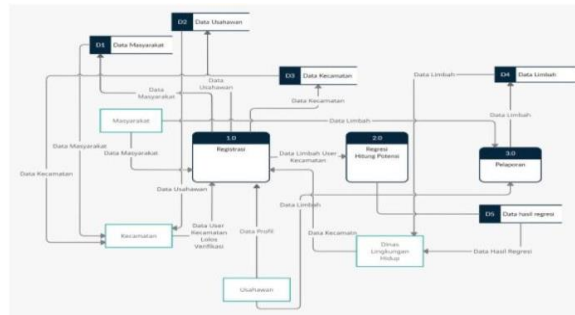 D2 Data Usahawan
D1 Data Masyarakat
D3 Data Kecamatan
D4 Data Limbah
Data
Usahawan
Data
Masyarakat
Data Kecamatan
Data Limbah
Data Limbah
Data Limbah
Masyarakat
1.0
Registrasi
2.0
Regresi
Hitung Potensi
3.0
Pelaporan
Data Masyarakat
Data Masyarakat
Data Limbah User
Kecamatan
Data Kecamatan
Data Usahawan
Data Limbah
D5 Data hasil regresi
Kecamatan
Data User
Kecamatan
Lolos
Verifikasi
Data Profil
Data Kecamatn
Dinas
Lingkungan
Hidup
Data Hasil Regresi
Usahawan